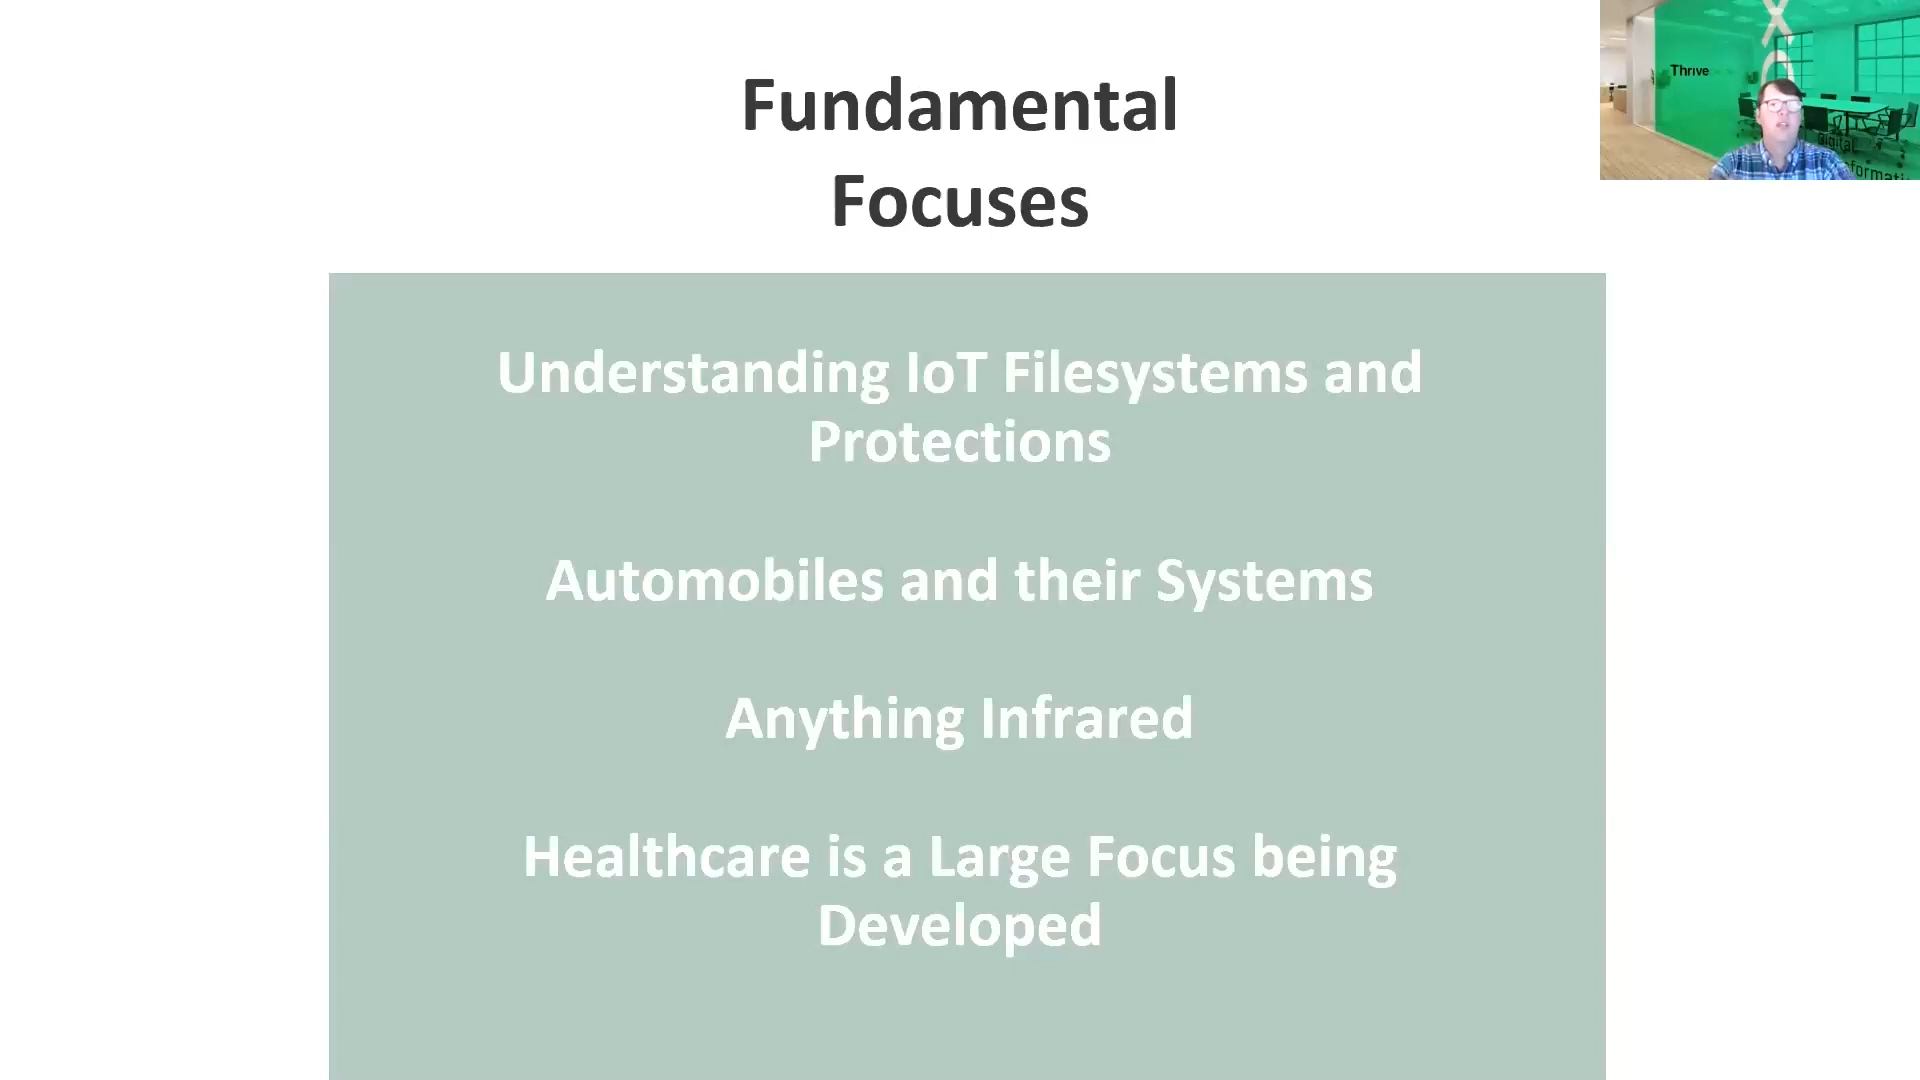 Fundamental
Focuses
Thrive
Digital
Understanding IoT Filesystems and
Protections
Automobiles and their Systems
Anything Infrared
Healthcare is a Large Focus being
Developed